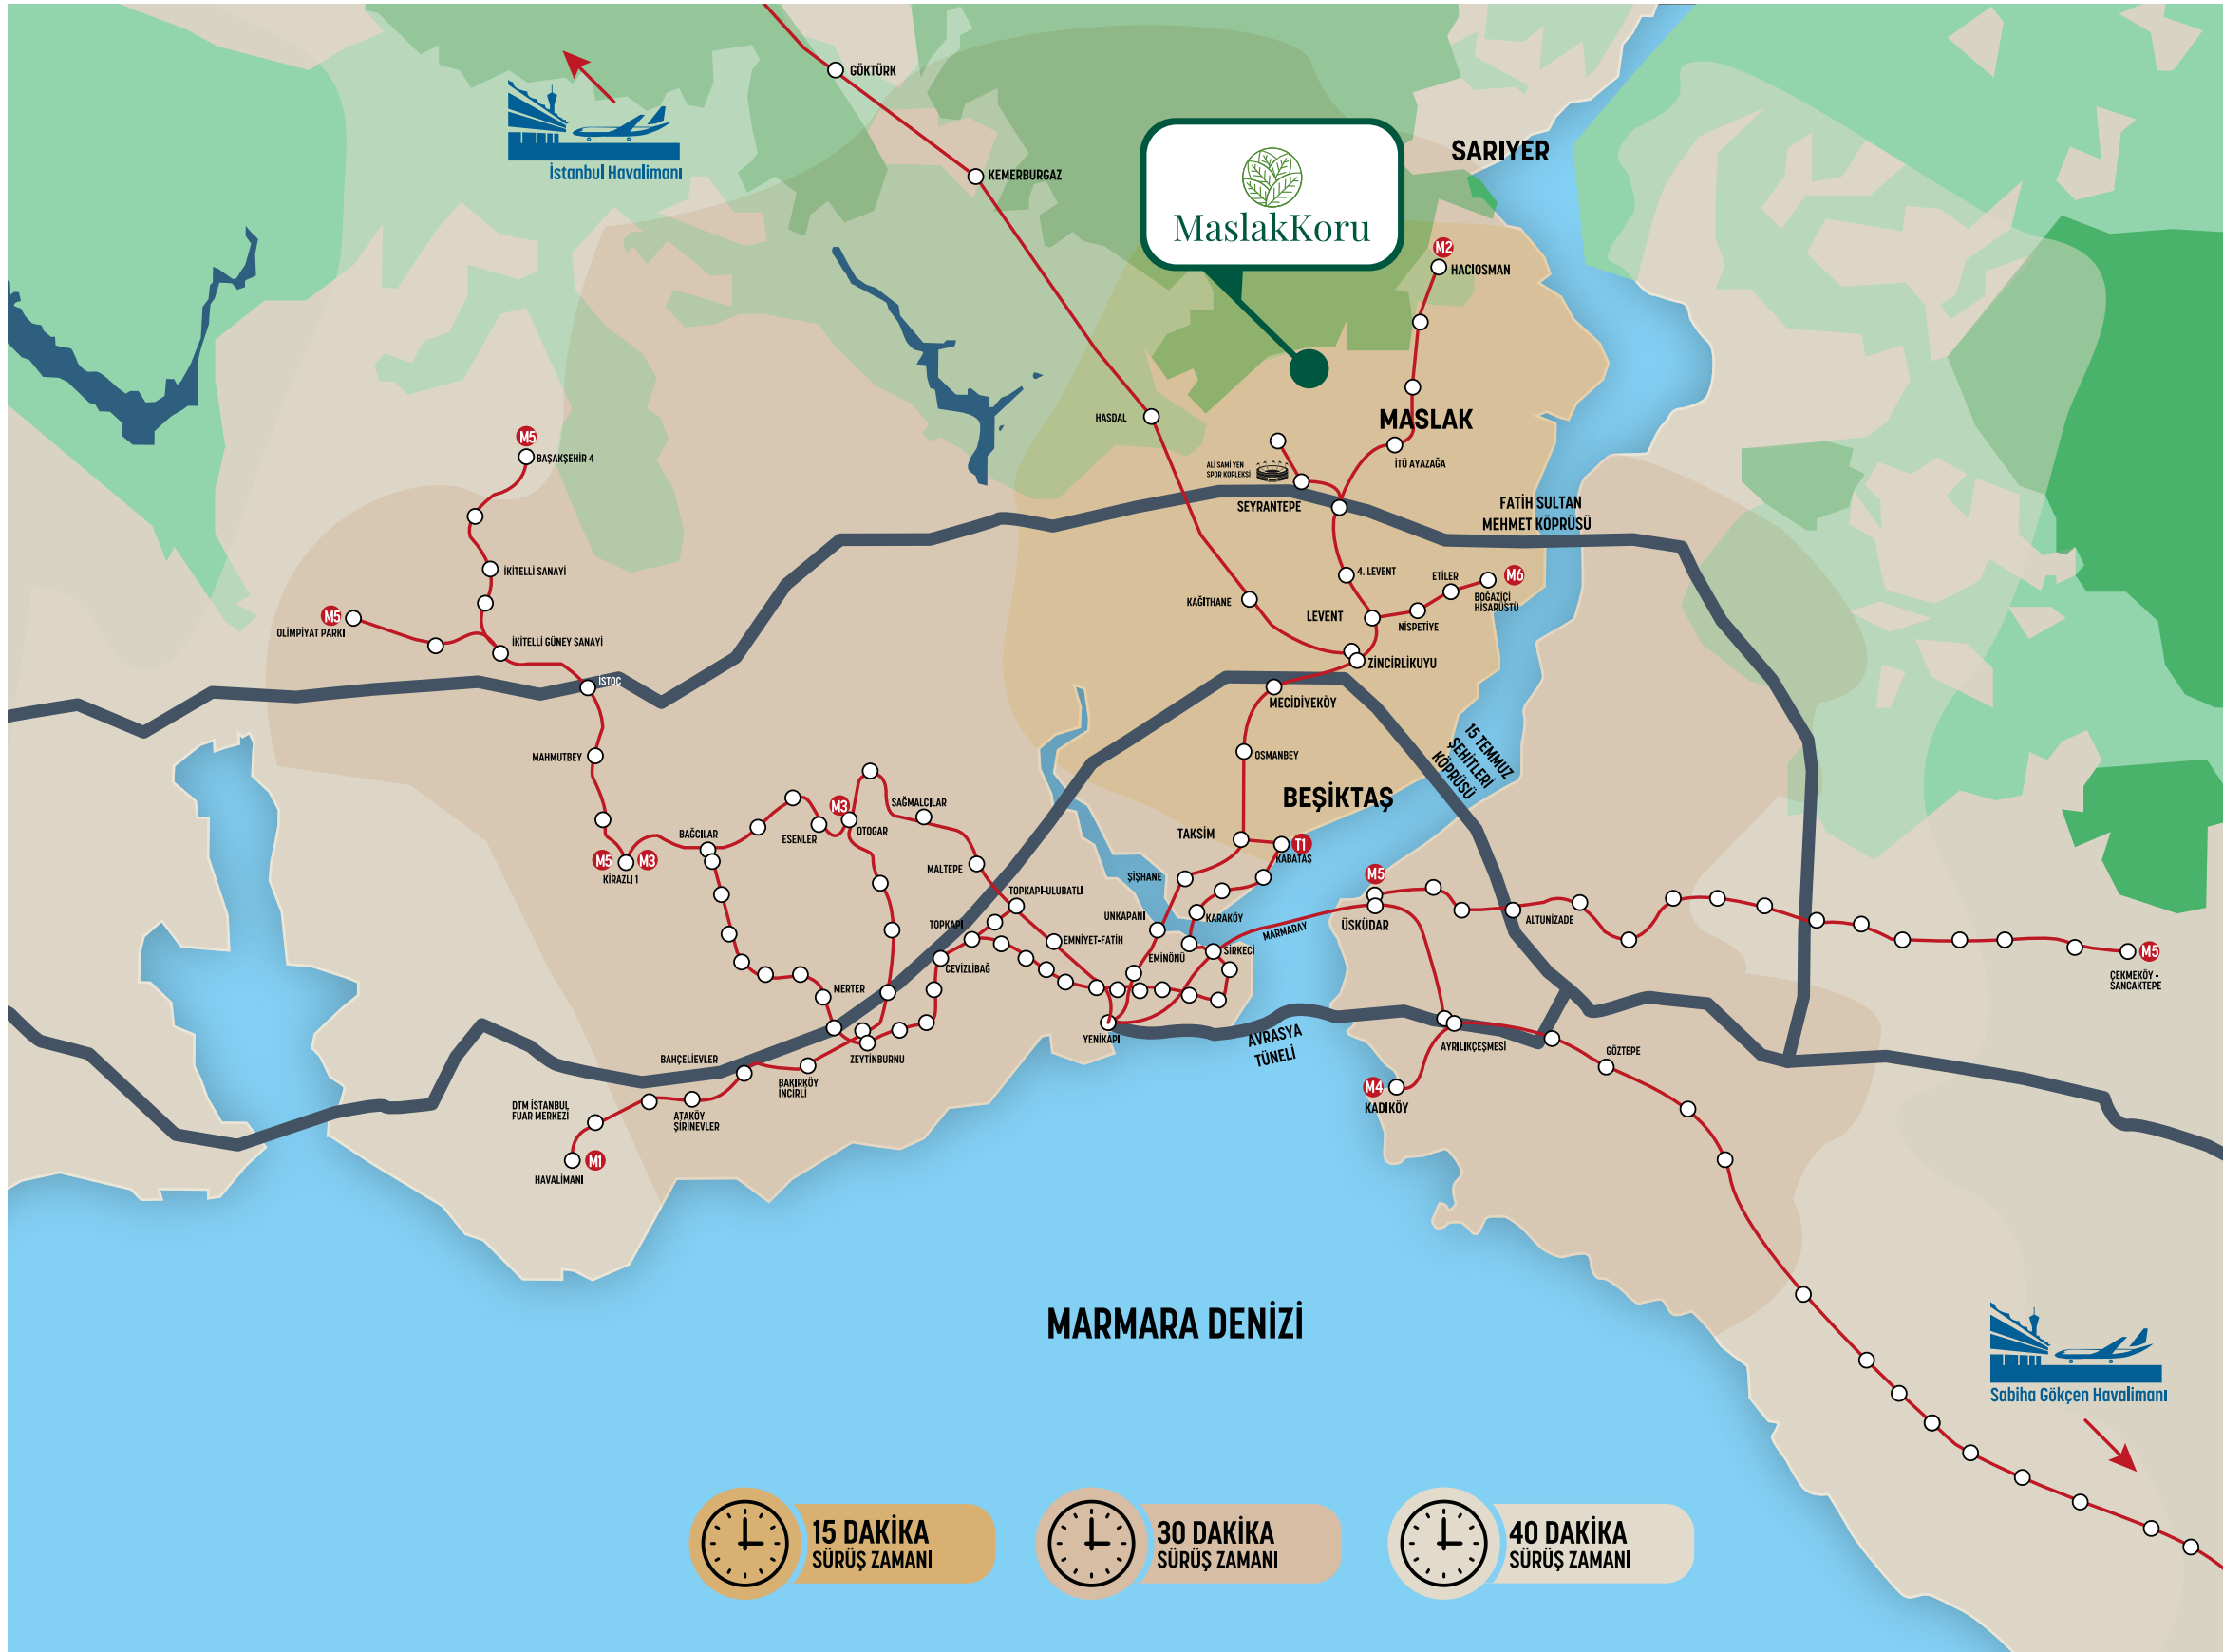 GÖKTÜRK
İstanbul Havalimanı
KEMERBURGAZ
SARIYER
MaslakKoru
M2
HACIOSMAN
HASDAL
MASLAK
M5
BAŞAKŞEHİR 4
ALİ SAMİ YEN
SPOR KOPLEKSİ
İTÜ AYAZAĞA
SEYRANTEPE
FATİH SULTAN
MEHMET KÖPRÜSÜ
İKİTELLİ SANAYİ
4. LEVENT
ETİLER
M6
BOĞAZİÇİ
HİSARÜSTÜ
KAĞITHANE
LEVENT
NİSPETİYE
M5
OLİMPİYAT PARKI
İKİTELLİ GÜNEY SANAYİ
ZİNCİRLİKUYU
İSTOÇ
MECİDİYEKÖY
MAHMUTBEY
OSMANBEY
15 TEMMUZ
ŞEHİTLERİ
KÖPRÜSÜ
BEŞİKTAŞ
M3
SAĞMALCILAR
BAĞCILAR
ESENLER
OTOGAR
TAKSİM
T1
KABATAŞ
M5
M3
KİRAZLI 1
MALTEPE
ŞİŞHANE
M5
TOPKAPI-ULUBATLI
UNKAPANI
KARAKÖY
TOPKAPI
ÜSKÜDAR
ALTUNİZADE
MARMARAY
EMNİYET-FATİH
SİRKECİ
EMİNÖNÜ
CEVİZLİBAĞ
M5
ÇEKMEKÖY -
SANCAKTEPE
MERTER
YENİKAPI
AVRASYA
TÜNELİ
AYRILIKÇEŞMESİ
GÖZTEPE
BAHÇELİEVLER
ZEYTİNBURNU
BAKIRKÖY
İNCİRLİ
M4
KADIKÖY
DTM İSTANBUL
FUAR MERKEZİ
ATAKÖY
ŞİRİNEVLER
M1
HAVALİMANI
MARMARA DENİZİ
Sabiha Gökçen Havalimanı
15 DAKİKA
SÜRÜŞ ZAMANI
30 DAKİKA
SÜRÜŞ ZAMANI
40 DAKİKA
SÜRÜŞ ZAMANI